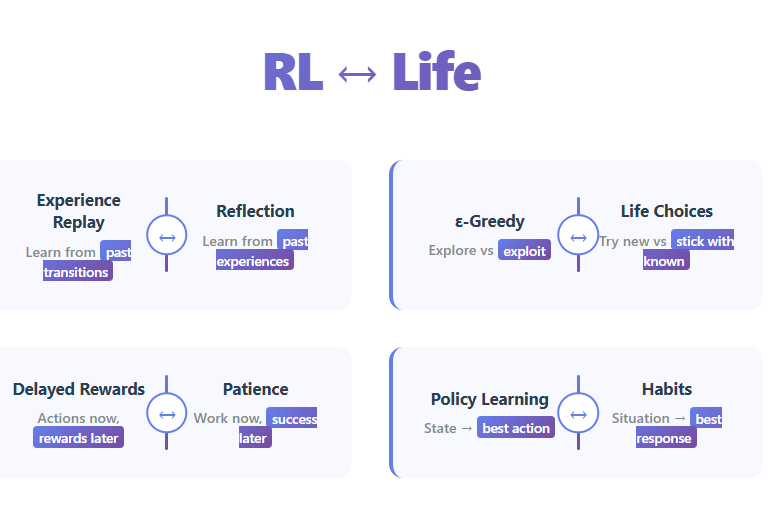 RL ↔ Life
Experience
Replay
Learn from past
transitions
↔
Reflection
Learn from past
experiences
ε-Greedy
Explore vs exploit
↔
Life Choices
Try new vs stick with
known
Delayed Rewards
Actions now,
rewards later
↔
Patience
Work now, success
later
Policy Learning
State → best action
↔
Habits
Situation → best
response